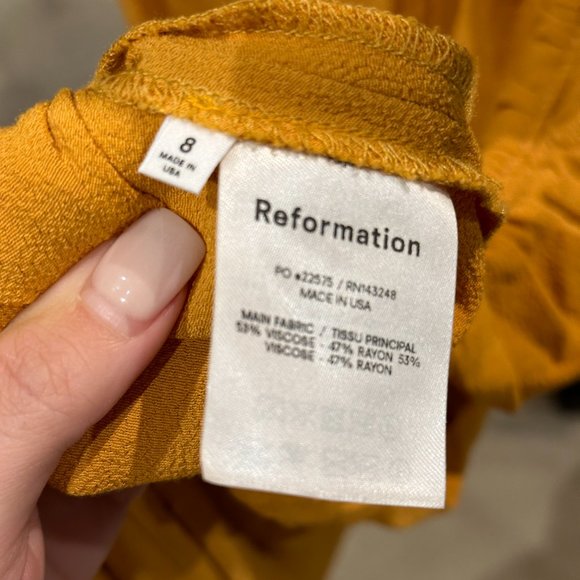 8
MADE IN
USA
Reformation
PO #22575 / RN143248
MADE IN USA
MAIN FABRIC / TISSU PRINCIPAL
53% VISCOSE - 47% RAYON 53%
VISCOSE - 47% RAYON